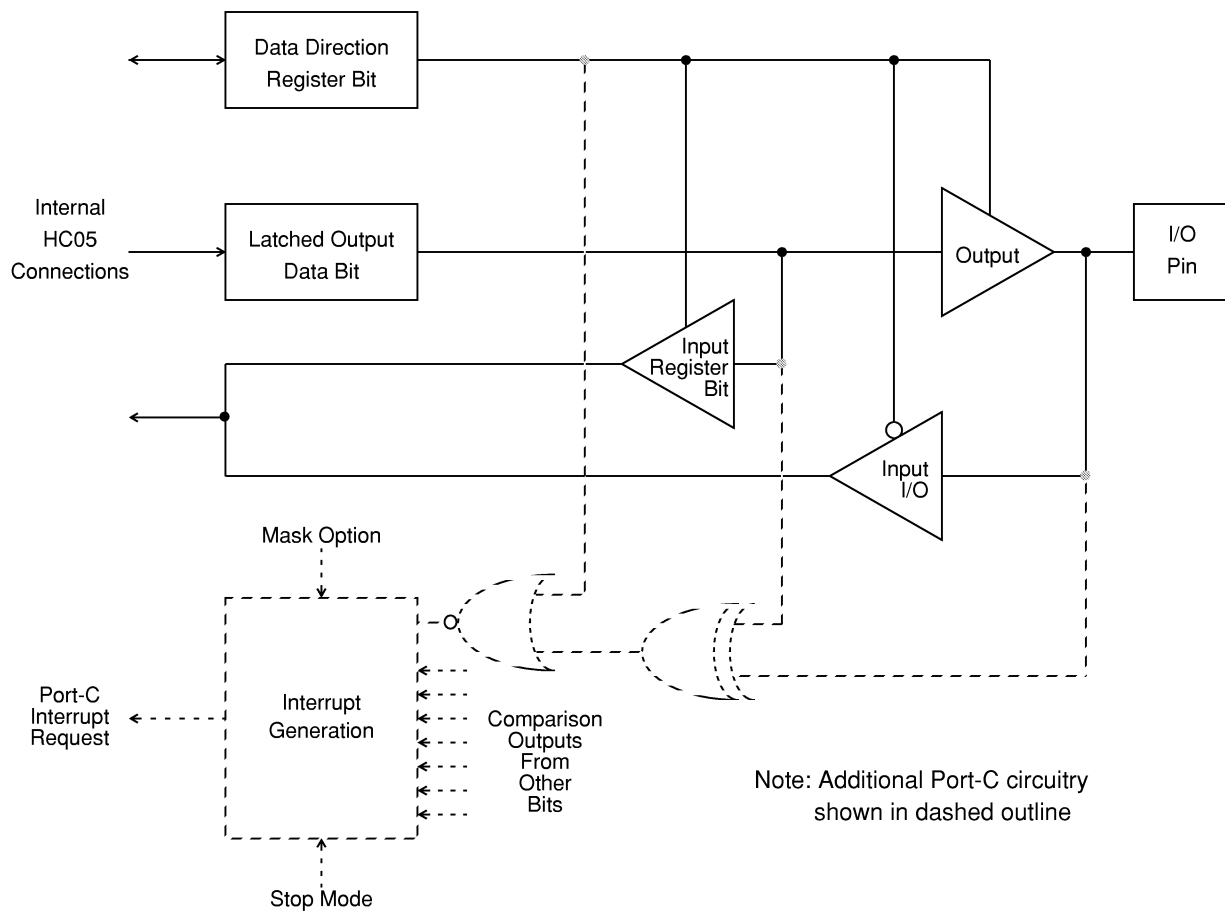 Data Direction
Register Bit
Internal
HC05
Connections
Latched Output
Data Bit
Output
I/O
Pin
Input
Register
Bit
Input
I/O
Mask Option
Port-C
Interrupt
Request
Interrupt
Generation
Comparison
Outputs
From
Other
Bits
Note: Additional Port-C circuitry
shown in dashed outline
Stop Mode